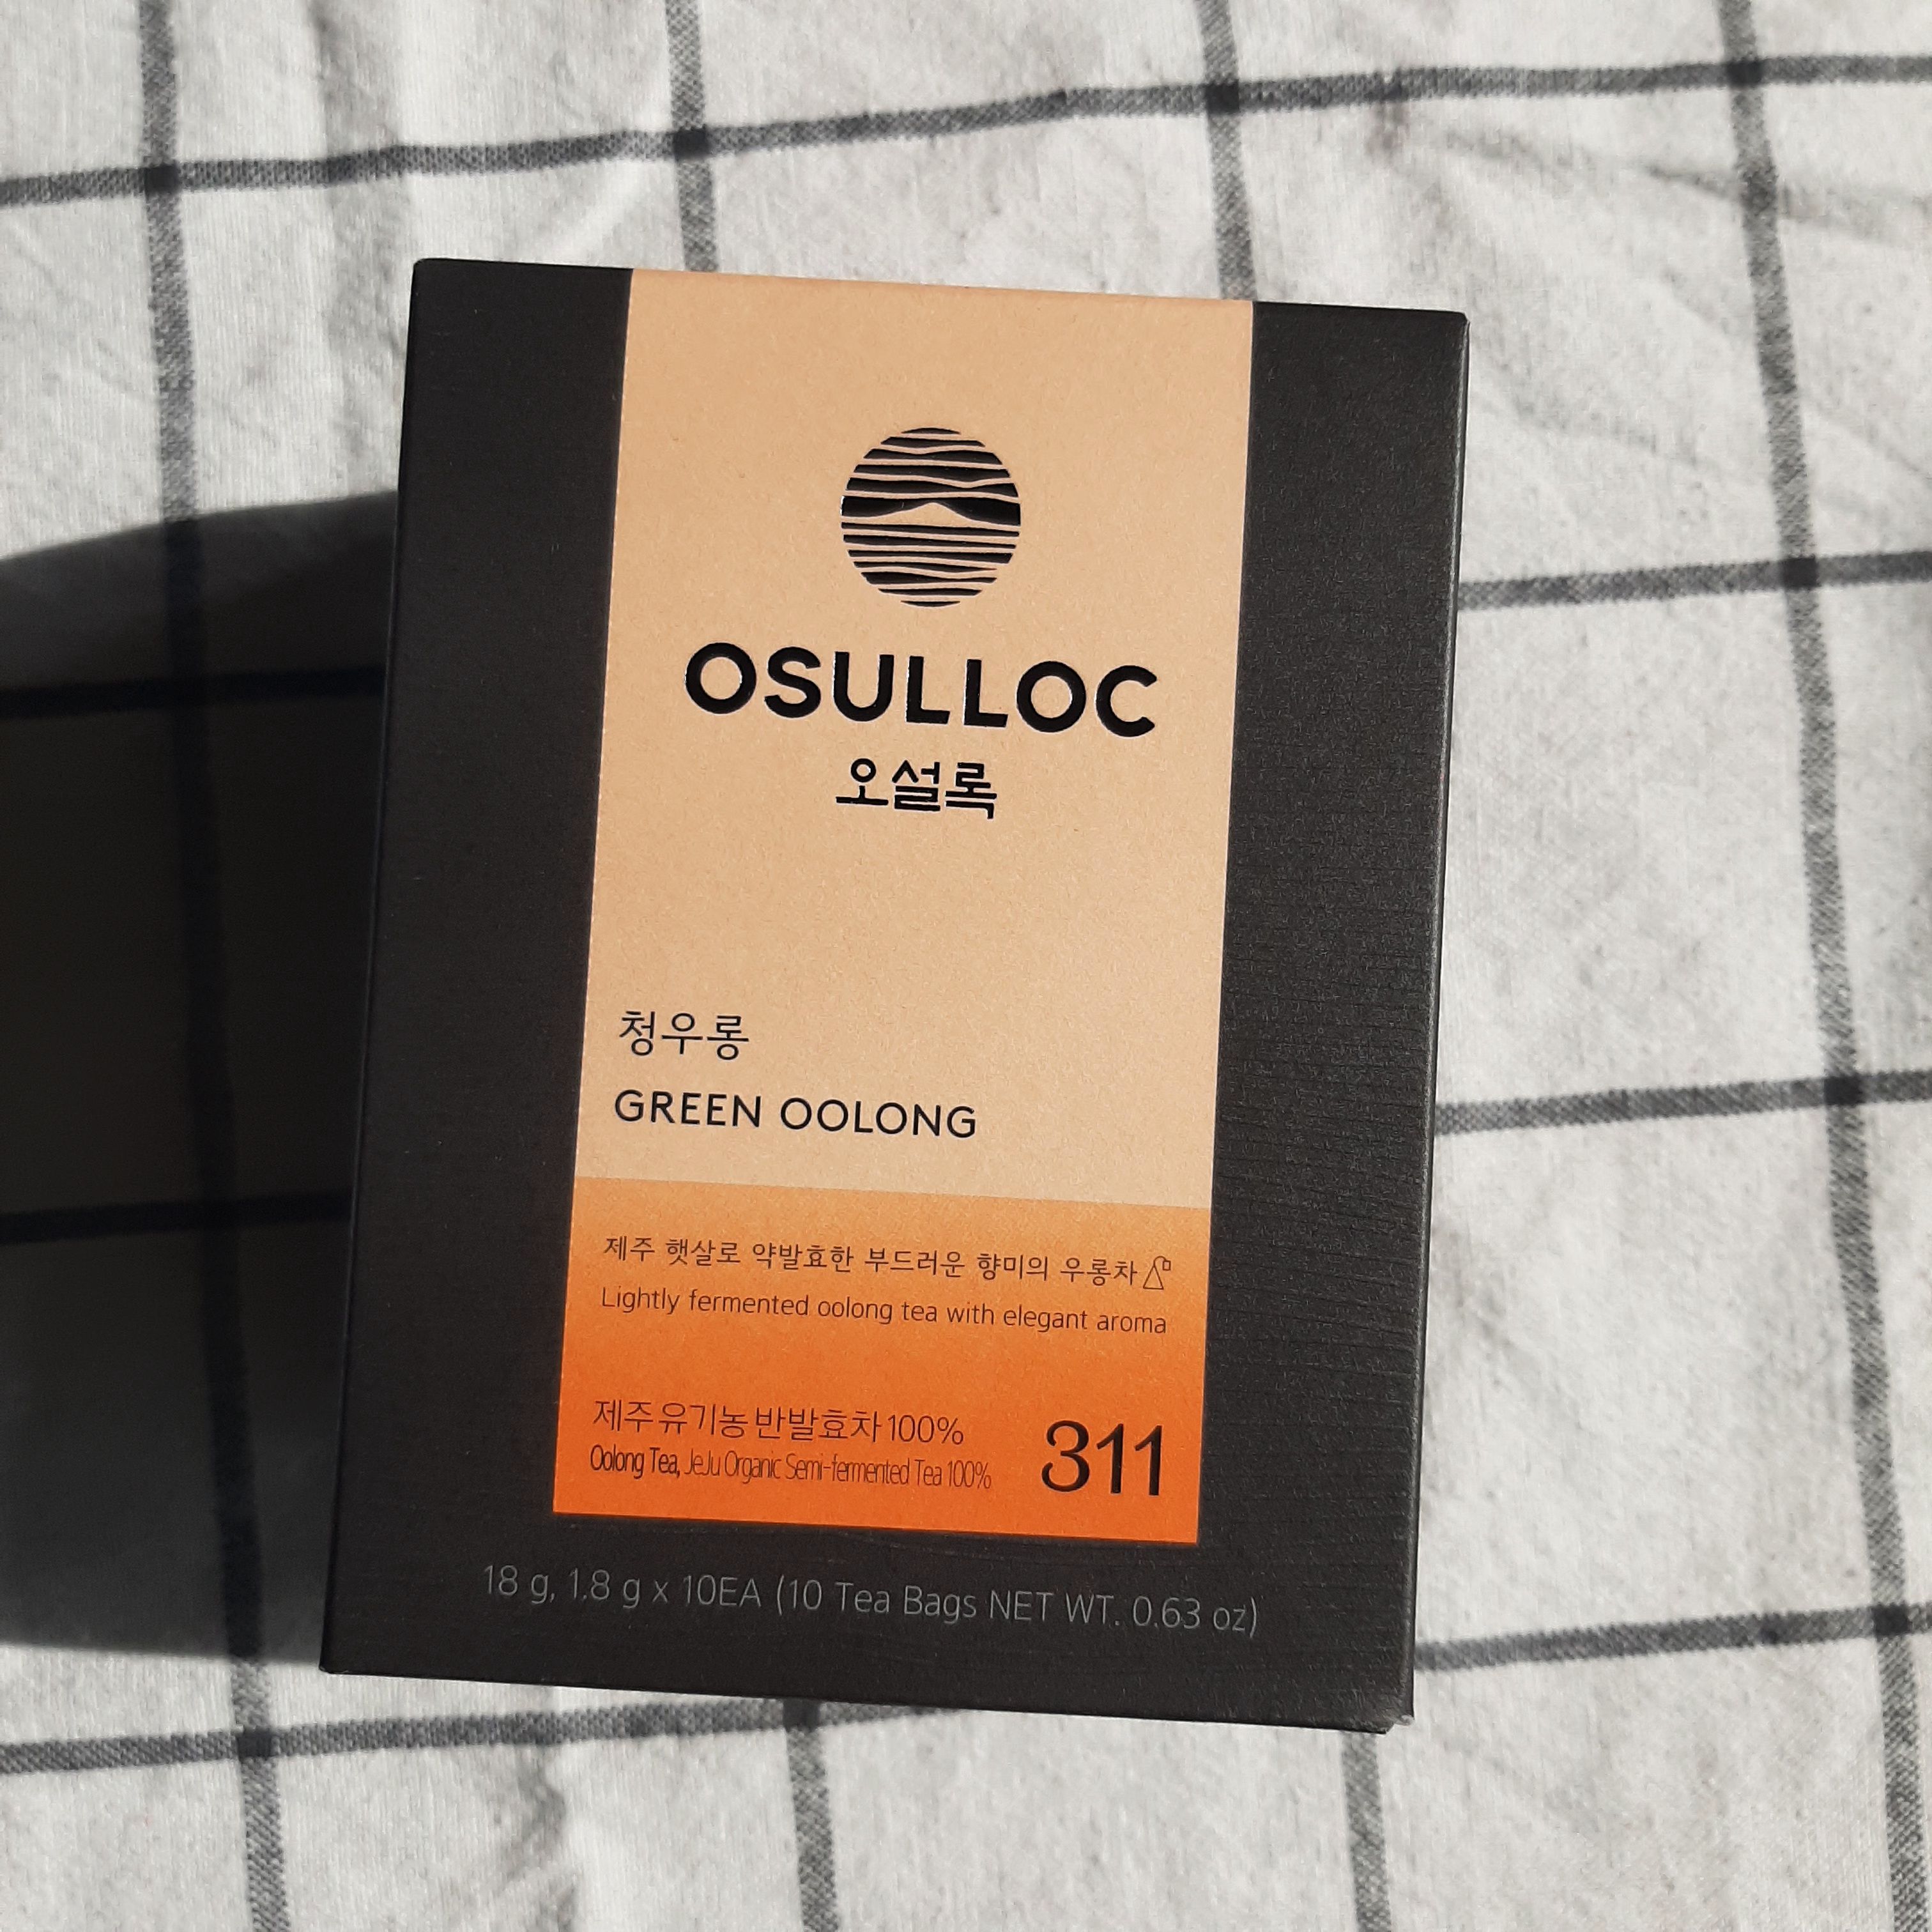 OSULLOC
오설록
청우롱
GREEN OOLONG
제주 햇살로 약발효한 부드러운 향미의 우롱차
Lightly fermented oolong tea with elegant aroma
제주 유기농 반발효차 100%
Oolong Tea, JeJu Organic Semi-fermented Tea 100%
311
18 g, 1.8 g x 10EA (10 Tea Bags NET WT. 0.63 oz)